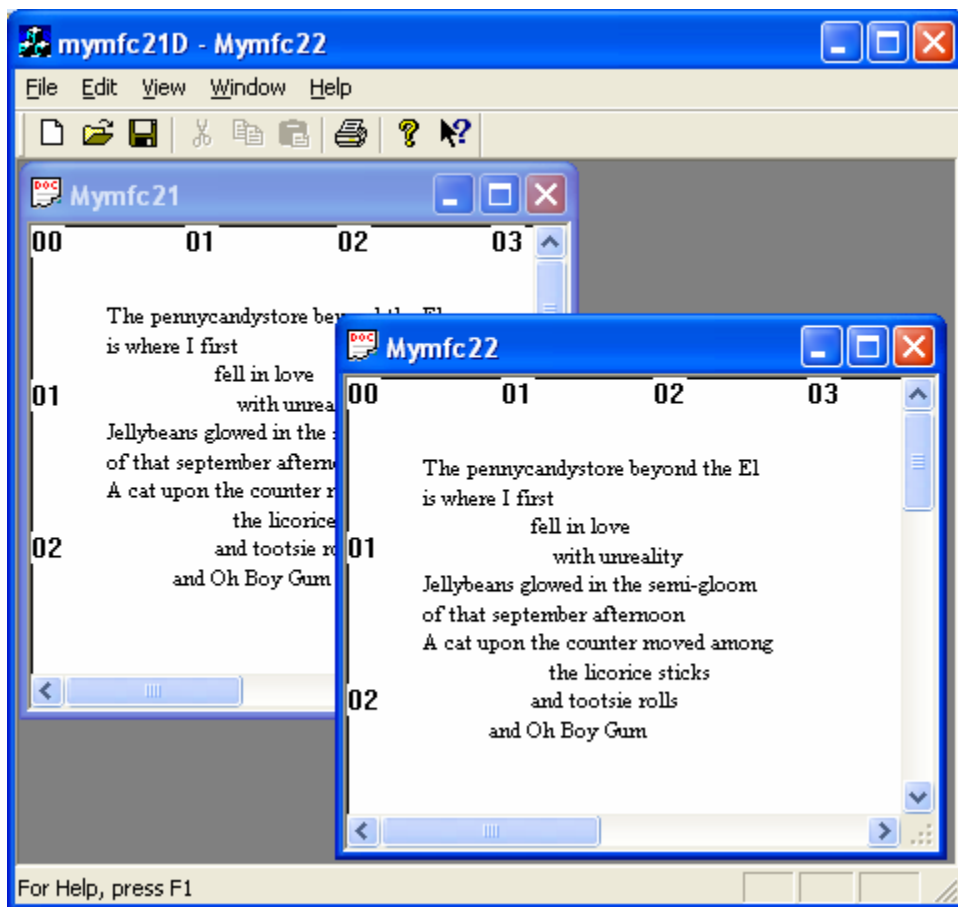 mymfc21D - Mymfc22
File Edit View Window Help
DOC Mymfc21
00 01 02 03
The pennycandystore
is where I first
fell in love
01
with
Jellybeans glowed in the
of that september
A cat upon the counter
the licorice
02
and tootsie
and Oh Boy Gum
DOC Mymfc22
00 01 02 03
The pennycandystore beyond the El
is where I first
fell in love
01
with unreality
Jellybeans glowed in the semi-gloom
of that september afternoon
A cat upon the counter moved among
the licorice sticks
02
and tootsie rolls
and Oh Boy Gum
For Help, press F1